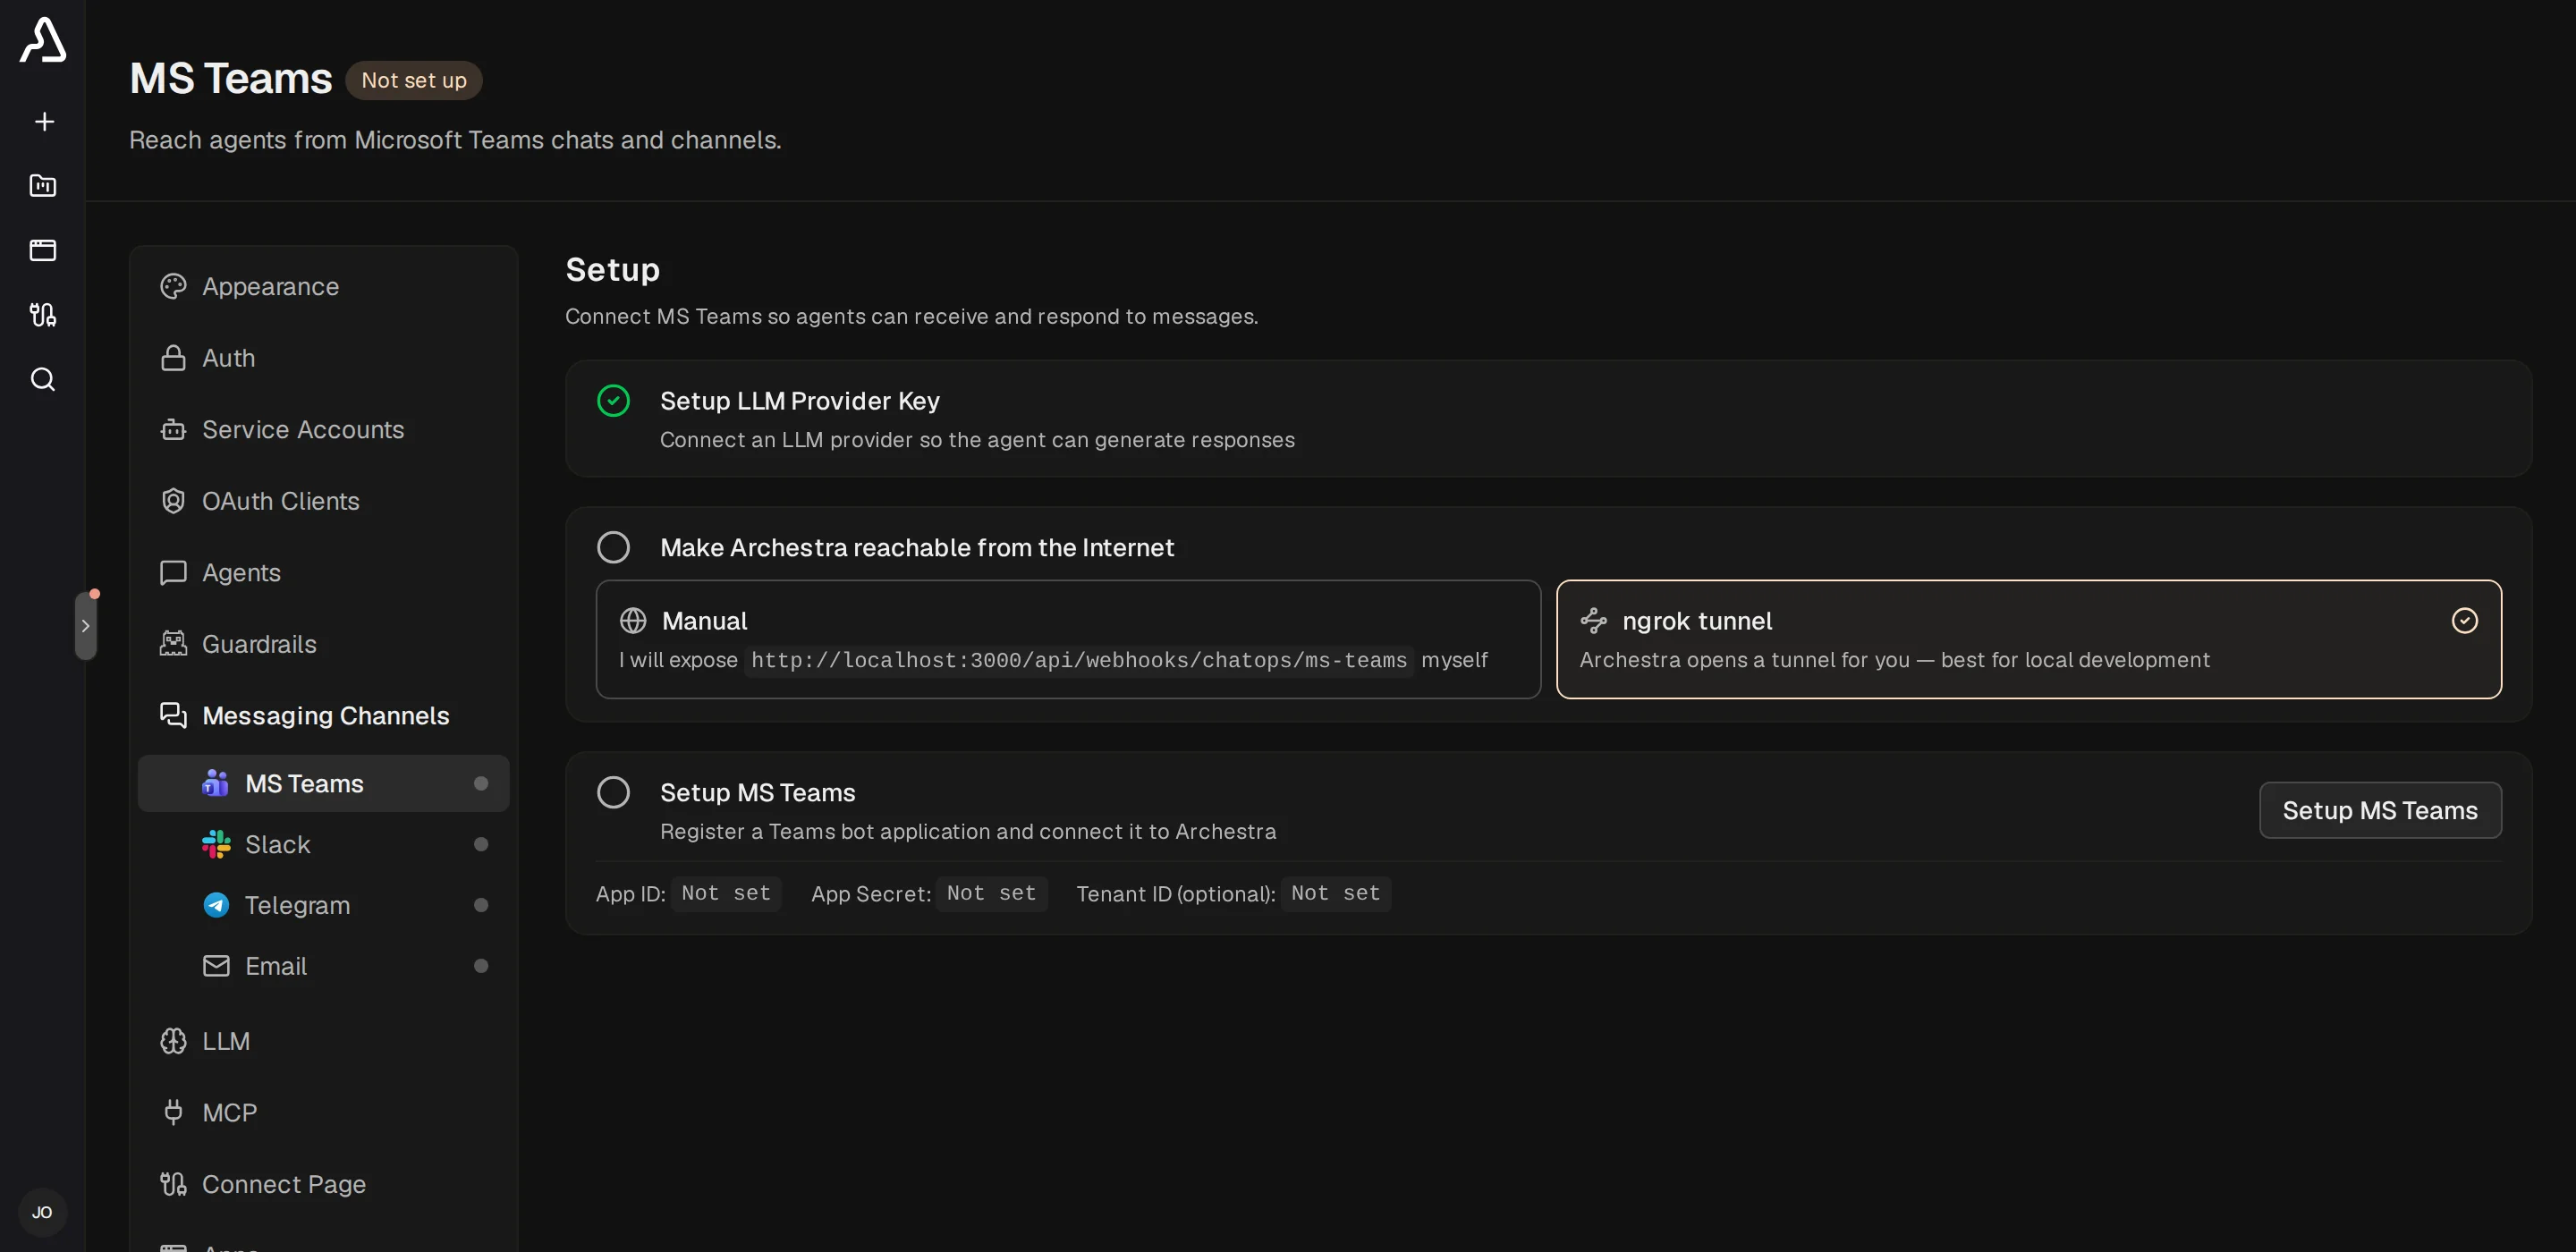 MS Teams
Not set up
Reach agents from Microsoft Teams chats and channels.
Appearance
Auth
Service Accounts
OAuth Clients
Agents
Guardrails
Messaging Channels
MS Teams
Slack
Telegram
Email
LLM
MCP
Connect Page
JO
Setup
Connect MS Teams so agents can receive and respond to messages.
Setup LLM Provider Key
Connect an LLM provider so the agent can generate responses
Make Archestra reachable from the Internet
Manual
I will expose http://localhost:3000/api/webhooks/chatops/ms-teams myself
ngrok tunnel
Archestra opens a tunnel for you — best for local development
Setup MS Teams
Register a Teams bot application and connect it to Archestra
Setup MS Teams
App ID: Not set App Secret: Not set Tenant ID (optional): Not set